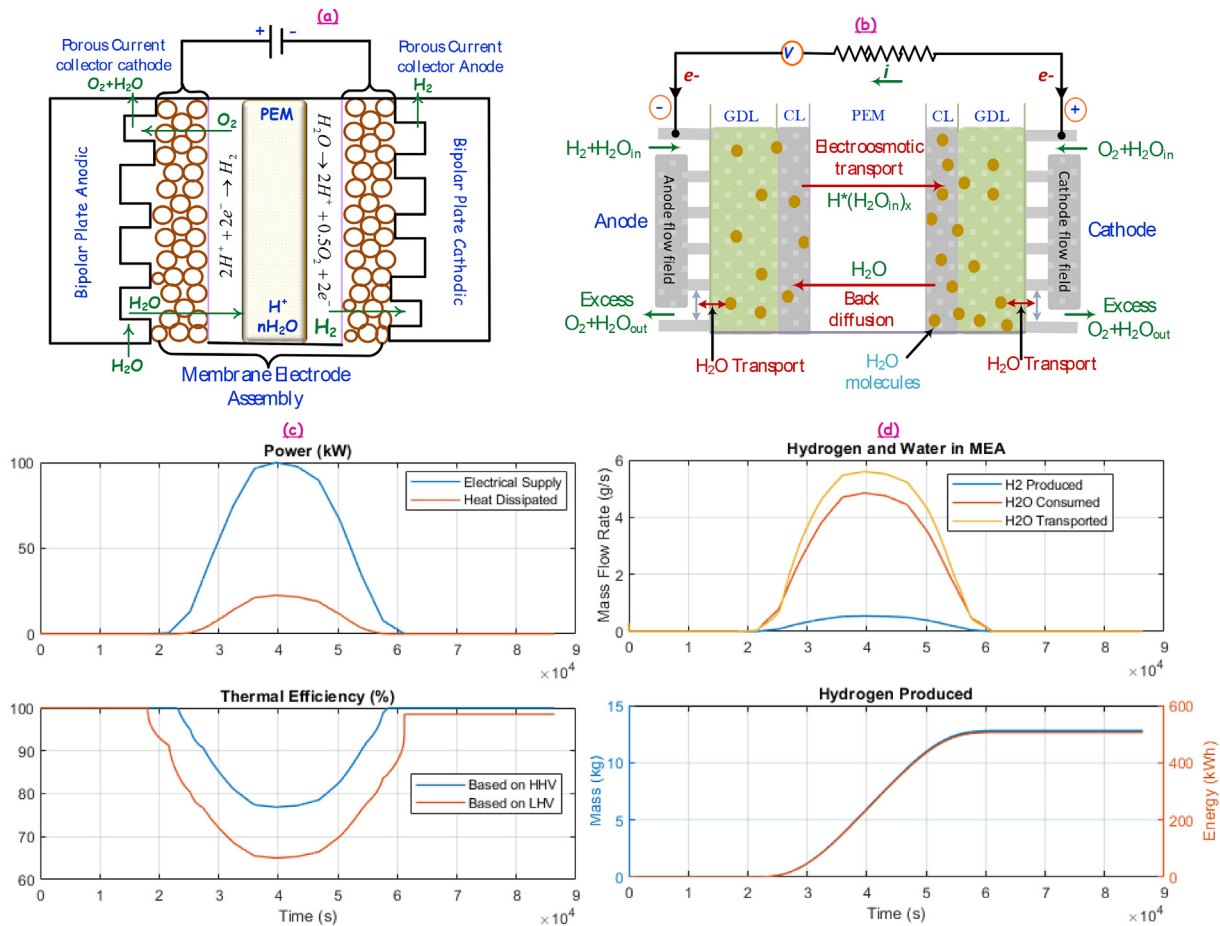 (a)
+ -
Porous Current
collector cathode
Porous Current
collector Anode
O₂+H₂O
H₂
O₂
PEM
Bipolar Plate Anodic
2H⁺ + 2e⁻ → H₂
H₂O → 2H⁺ + 0.5O₂ + 2e⁻
Bipolar Plate Cathodic
H₂O
H⁺
nH₂O
H₂
H₂O
Membrane Electrode
Assembly
(b)
V
i
e-
e-
-
+
GDL
CL
PEM
CL
GDL
H₂+H₂Oin
Electroosmotic
transport
O₂+H₂Oin
H*(H₂Oin)x
Anode
Anode flow field
Cathode flow field
Cathode
H₂O
Back
diffusion
Excess
O₂+H₂Oout
Excess
O₂+H₂Oout
H₂O Transport
H₂O
molecules
H₂O Transport
(c)
Power (kW)
100
50
0
Electrical Supply
Heat Dissipated
0 1 2 3 4 5 6 7 8 9
×10⁴
Thermal Efficiency (%)
100
90
80
70
60
Based on HHV
Based on LHV
0 1 2 3 4 5 6 7 8 9
Time (s)
×10⁴
(d)
Hydrogen and Water in MEA
Mass Flow Rate (g/s)
6
4
2
0
H2 Produced
H2O Consumed
H2O Transported
0 1 2 3 4 5 6 7 8 9
×10⁴
Hydrogen Produced
Mass (kg)
15
10
5
0
600
400
200
0
Energy (kWh)
0 1 2 3 4 5 6 7 8 9
Time (s)
×10⁴